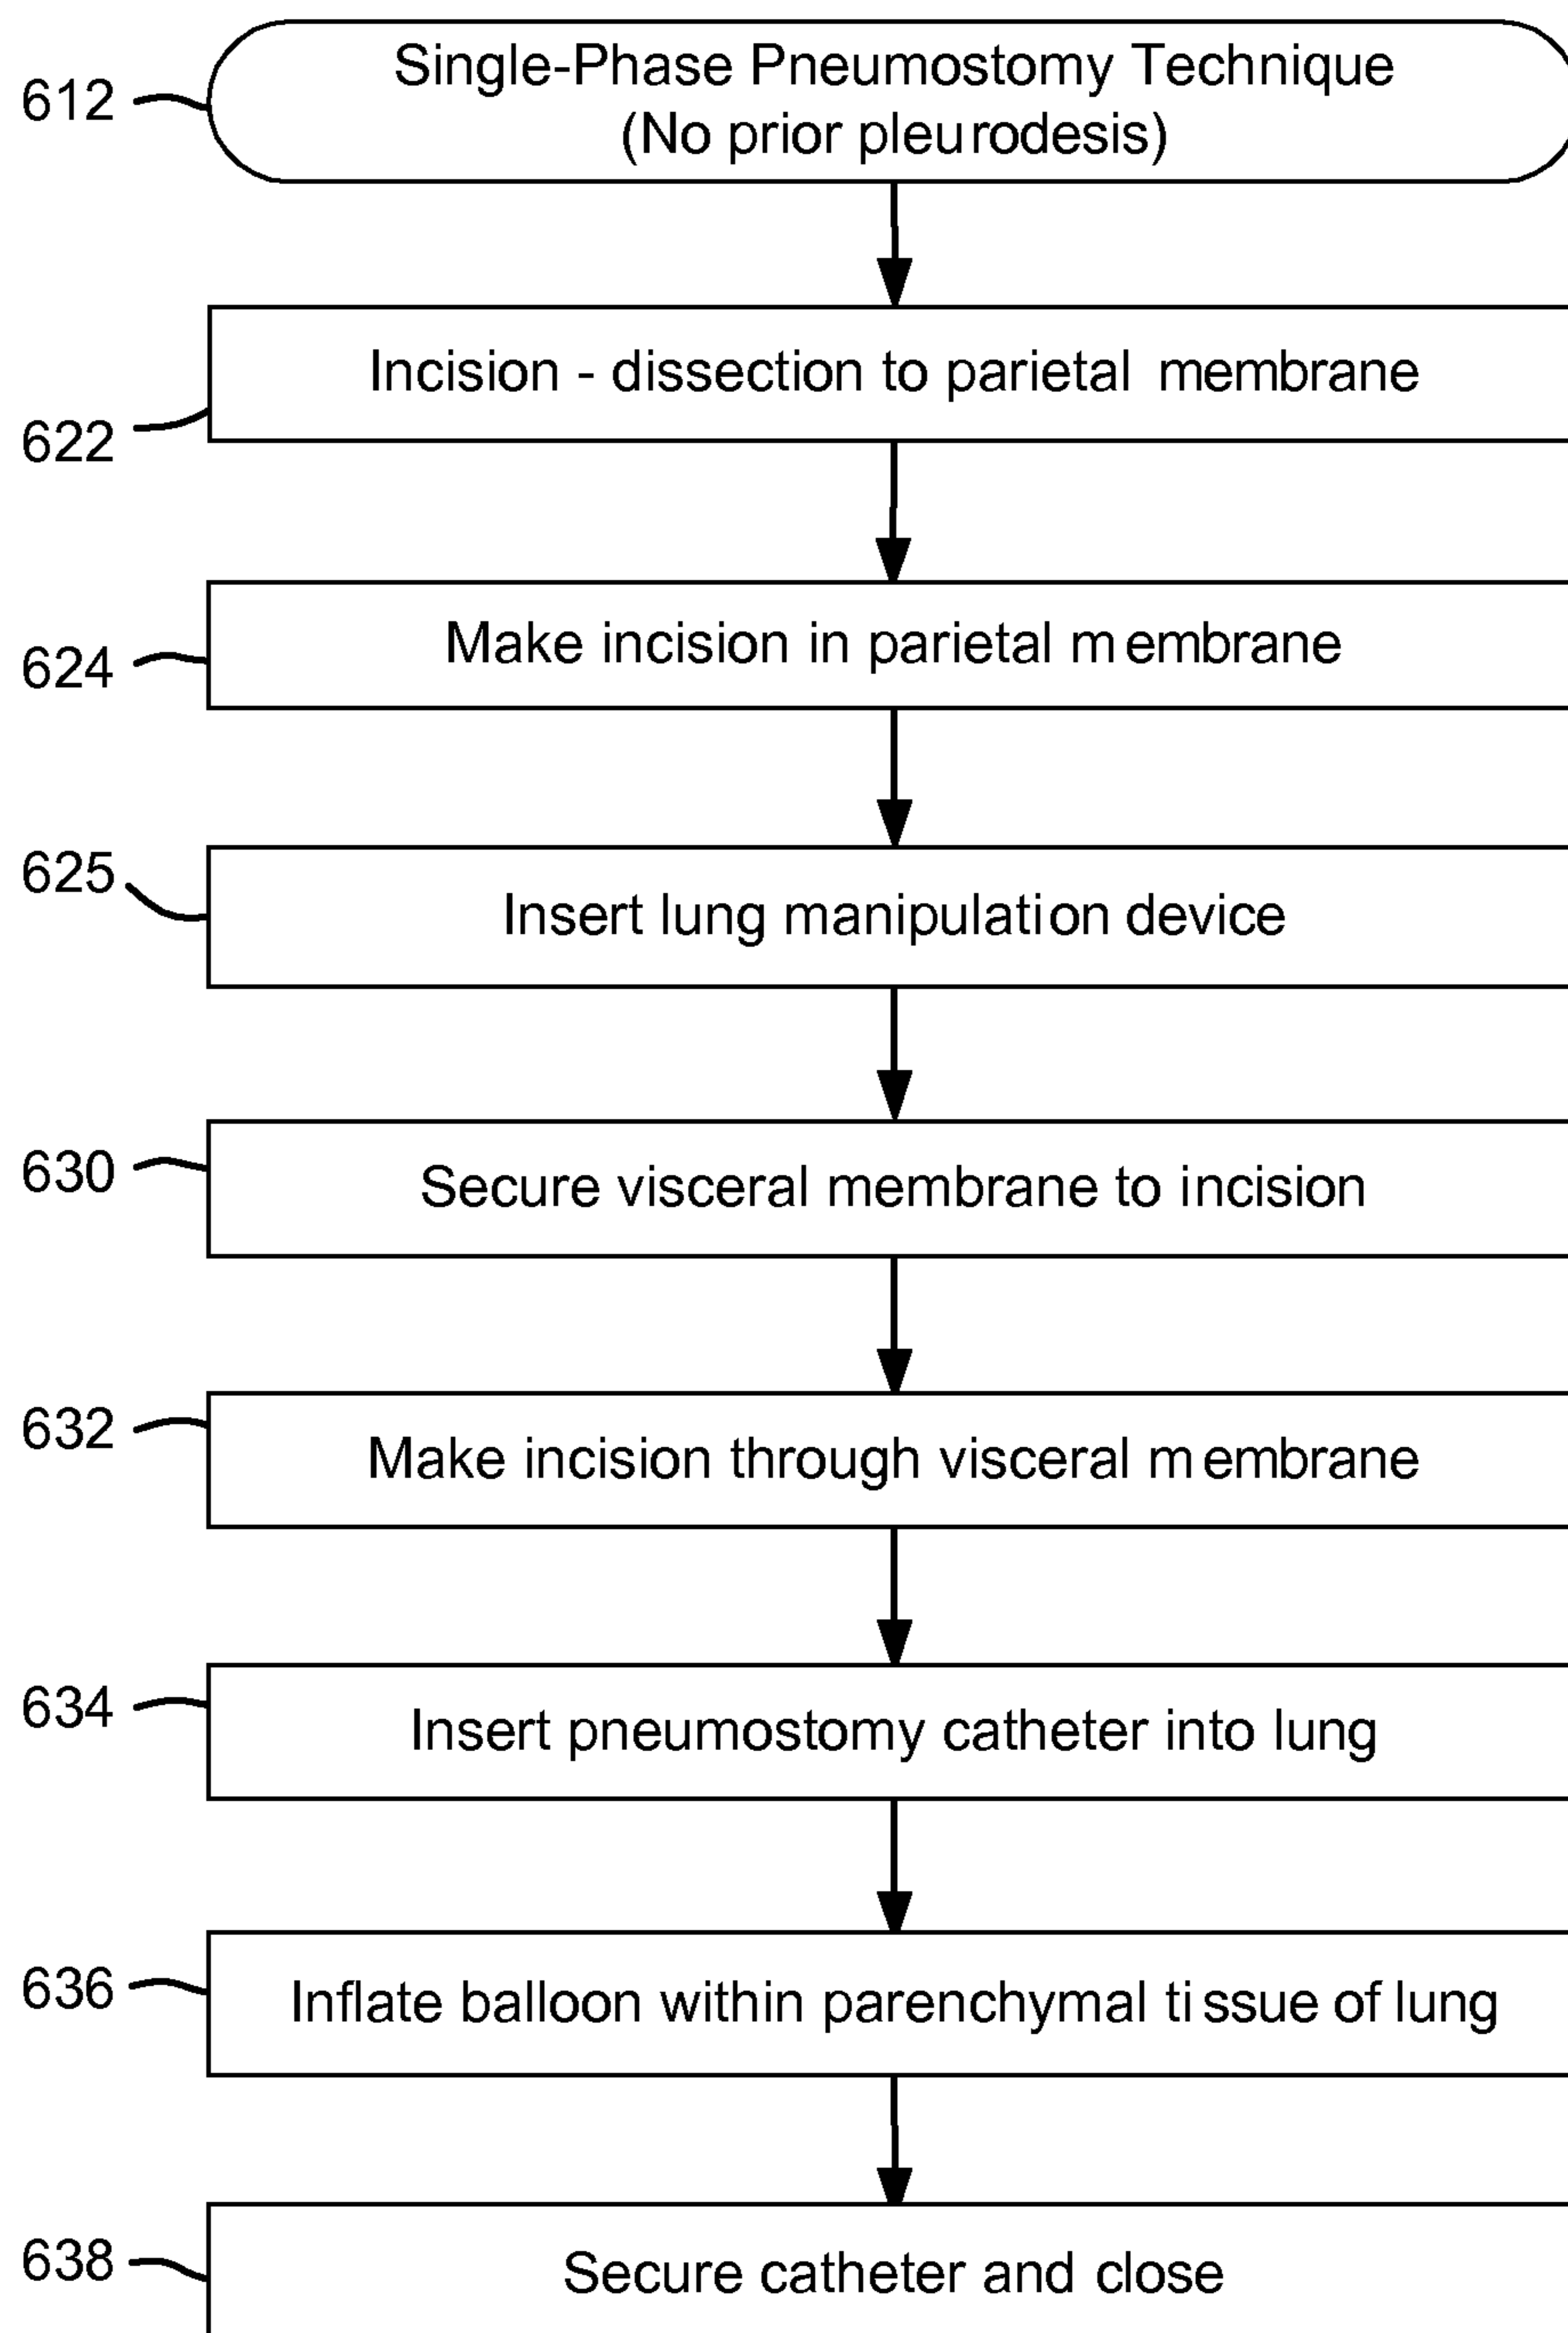 612
Single-Phase Pneumostomy Technique
(No prior pleurodesis)
Incision - dissection to parietal membrane
622
Make incision in parietal membrane
624
625
Insert lung manipulation device
630
Secure visceral membrane to incision
632
Make incision through visceral membrane
634
Insert pneumostomy catheter into lung
636
Inflate balloon within parenchymal tissue of lung
638
Secure catheter and close